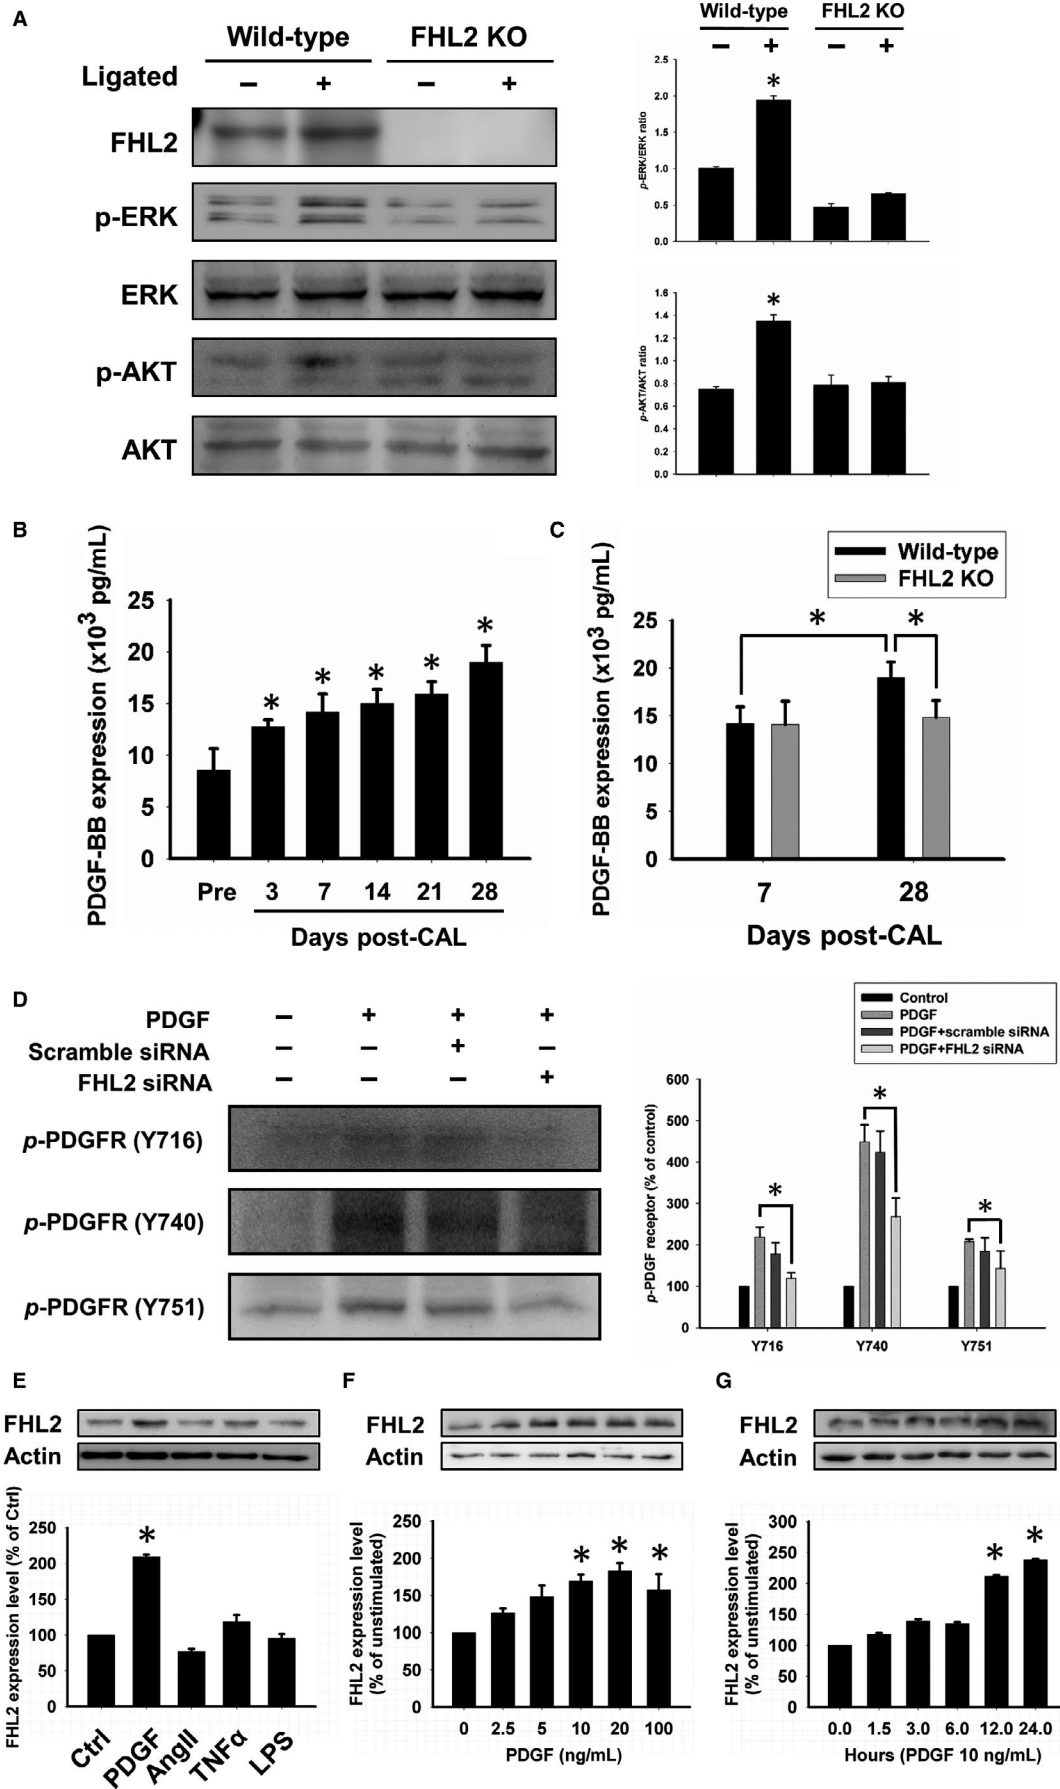 A
Wild-type FHL2 KO
Ligated − + − +
FHL2
p-ERK
ERK
p-AKT
AKT
Wild-type FHL2 KO
− + − +
p-ERK/ERK ratio
2.5
2.0
1.5
1.0
0.5
0.0
*
p-AKT/AKT ratio
1.6
1.4
1.2
1.0
0.8
0.6
0.4
0.2
0.0
*
B
PDGF-BB expression (x10³ pg/mL)
25
20
15
10
5
0
* * * * *
Pre 3 7 14 21 28
Days post-CAL
C
Wild-type
FHL2 KO
PDGF-BB expression (x10³ pg/mL)
25
20
15
10
5
0
* *
7 28
Days post-CAL
D
PDGF − + + +
Scramble siRNA − − + −
FHL2 siRNA − − − +
p-PDGFR (Y716)
p-PDGFR (Y740)
p-PDGFR (Y751)
Control
PDGF
PDGF+scramble siRNA
PDGF+FHL2 siRNA
p-PDGF receptor (% of control)
600
500
400
300
200
100
0
* * *
Y716 Y740 Y751
E
FHL2
Actin
FHL2 expression level (% of Ctrl)
250
200
150
100
50
0
*
Ctrl PDGF AngII TNFα LPS
F
FHL2
Actin
FHL2 expression level
(% of unstimulated)
250
200
150
100
50
0
* * *
0 2.5 5 10 20 100
PDGF (ng/mL)
G
FHL2
Actin
FHL2 expression level
(% of unstimulated)
300
250
200
150
100
50
0
* *
0.0 1.5 3.0 6.0 12.0 24.0
Hours (PDGF 10 ng/mL)